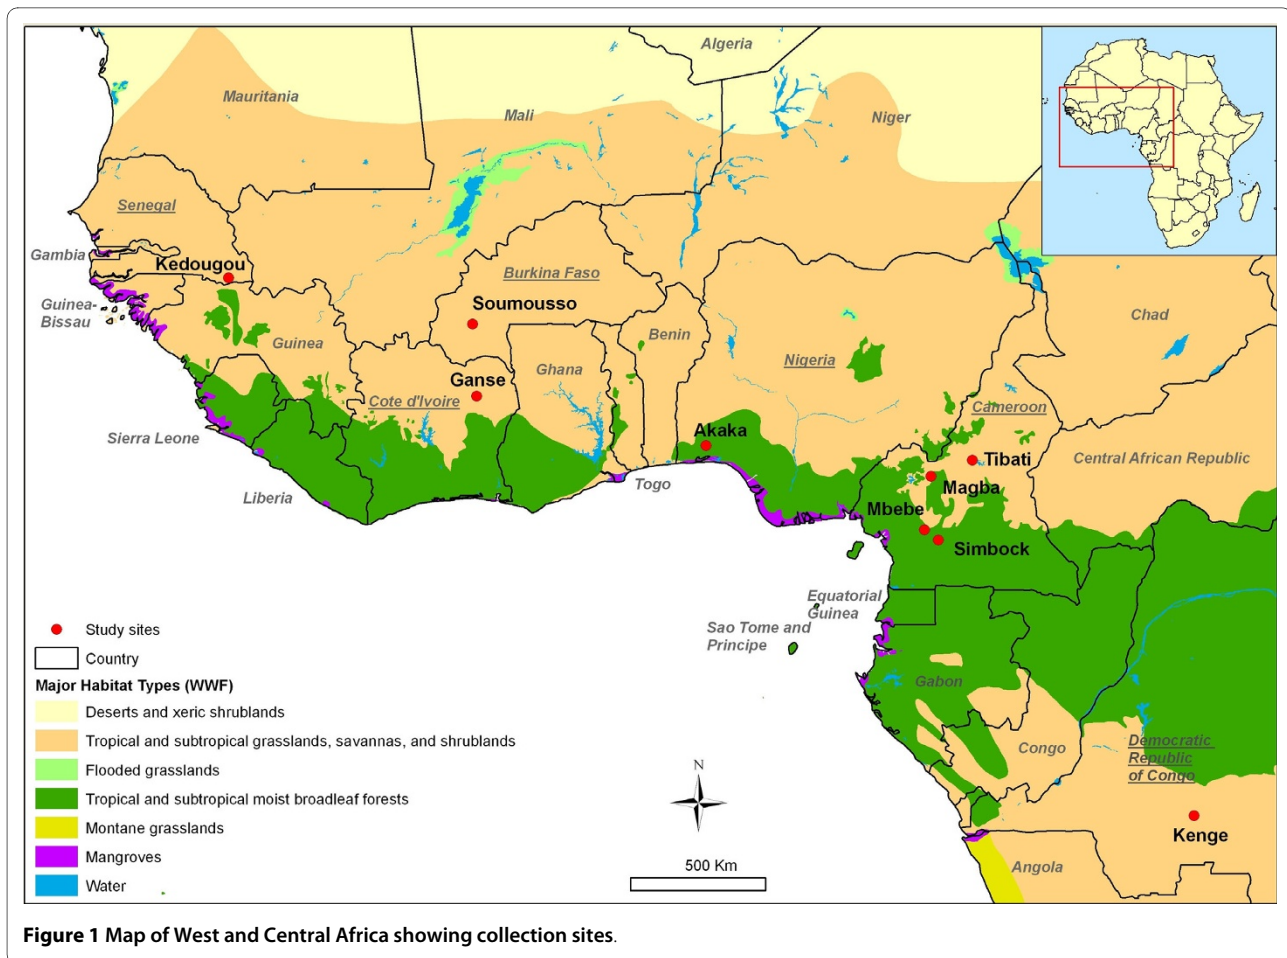 Algeria
Mauritania
Mali
Niger
Senegal
Gambia
Kedougou
Burkina Faso
Guinea-
Bissau
Soumousso
Benin
Chad
Guinea
Nigeria
Ghana
Ganse
Cote d'Ivoire
Cameroon
Akaka
Sierra Leone
Tibati
Central African Republic
Togo
Magba
Liberia
Mbebe
Simbock
Equatorial
Guinea
Sao Tome and
Principe
Gabon
Congo
Democratic
Republic
of Congo
Kenge
Angola
Study sites
Country
Major Habitat Types (WWF)
Deserts and xeric shrublands
Tropical and subtropical grasslands, savannas, and shrublands
Flooded grasslands
Tropical and subtropical moist broadleaf forests
Montane grasslands
Mangroves
Water
N
500 Km
Figure 1 Map of West and Central Africa showing collection sites.